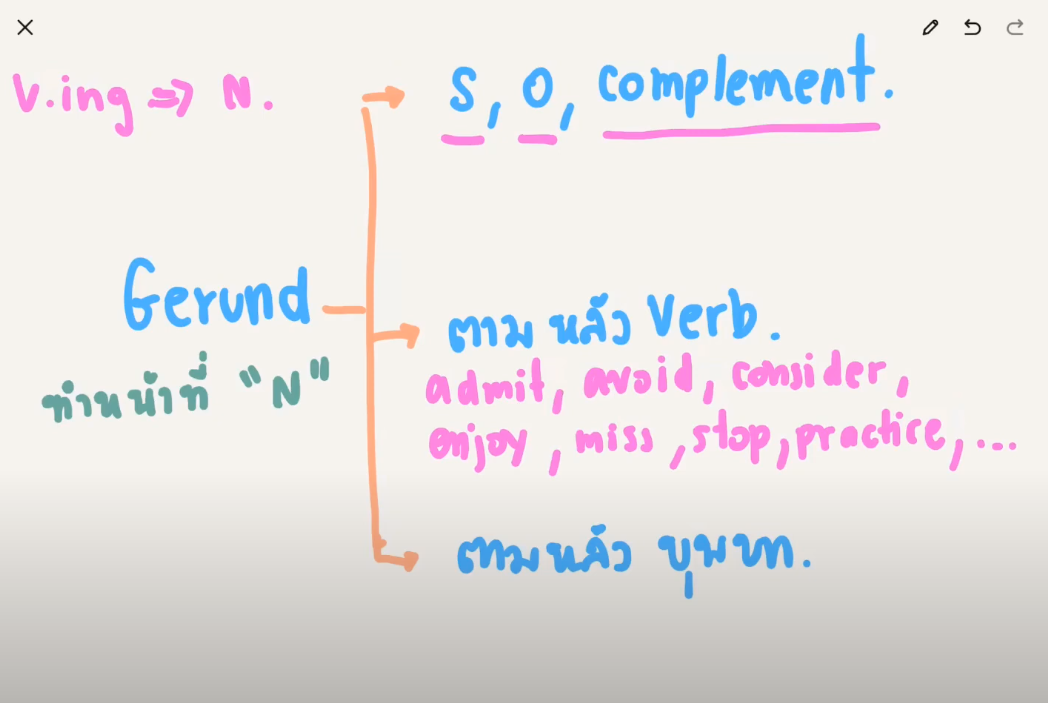 V.ing ⇒ N.
S, O, complement.
Gerund
ทำหน้าที่ "N"
ตามหลัง Verb.
admit, avoid, consider,
enjoy, miss, stop, practice, ...
ตามหลัง บุพบท.